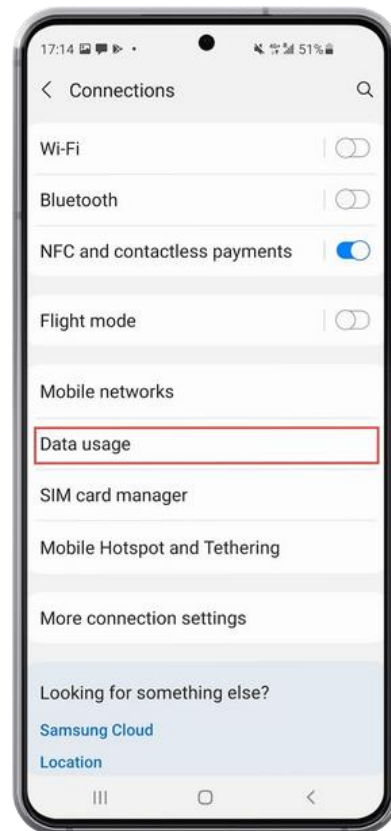 17:14 51%
Connections
Wi-Fi
Bluetooth
NFC and contactless payments
Flight mode
Mobile networks
Data usage
SIM card manager
Mobile Hotspot and Tethering
More connection settings
Looking for something else?
Samsung Cloud
Location